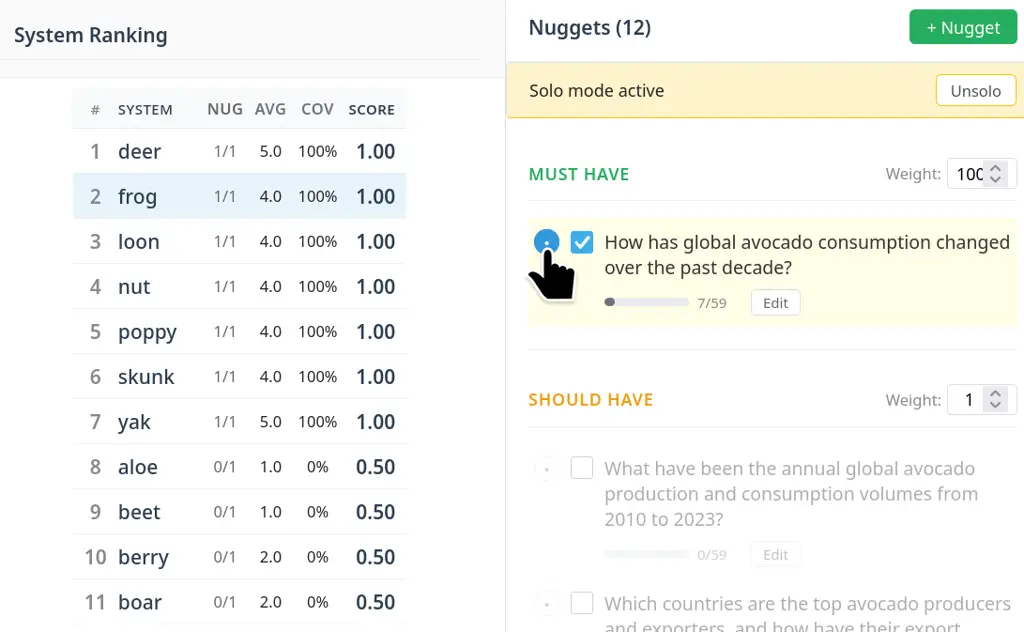 System Ranking
# SYSTEM NUG AVG COV SCORE
1 deer 1/1 5.0 100% 1.00
2 frog 1/1 4.0 100% 1.00
3 loon 1/1 4.0 100% 1.00
4 nut 1/1 4.0 100% 1.00
5 poppy 1/1 4.0 100% 1.00
6 skunk 1/1 4.0 100% 1.00
7 yak 1/1 5.0 100% 1.00
8 aloe 0/1 1.0 0% 0.50
9 beet 0/1 1.0 0% 0.50
10 berry 0/1 2.0 0% 0.50
11 boar 0/1 2.0 0% 0.50
Nuggets (12)
+ Nugget
Solo mode active
Unsolo
MUST HAVE
Weight: 100
How has global avocado consumption changed
over the past decade?
7/59
Edit
SHOULD HAVE
Weight: 1
What have been the annual global avocado
production and consumption volumes from
2010 to 2023?
0/59
Edit
Which countries are the top avocado producers
and exporters, and how have their export